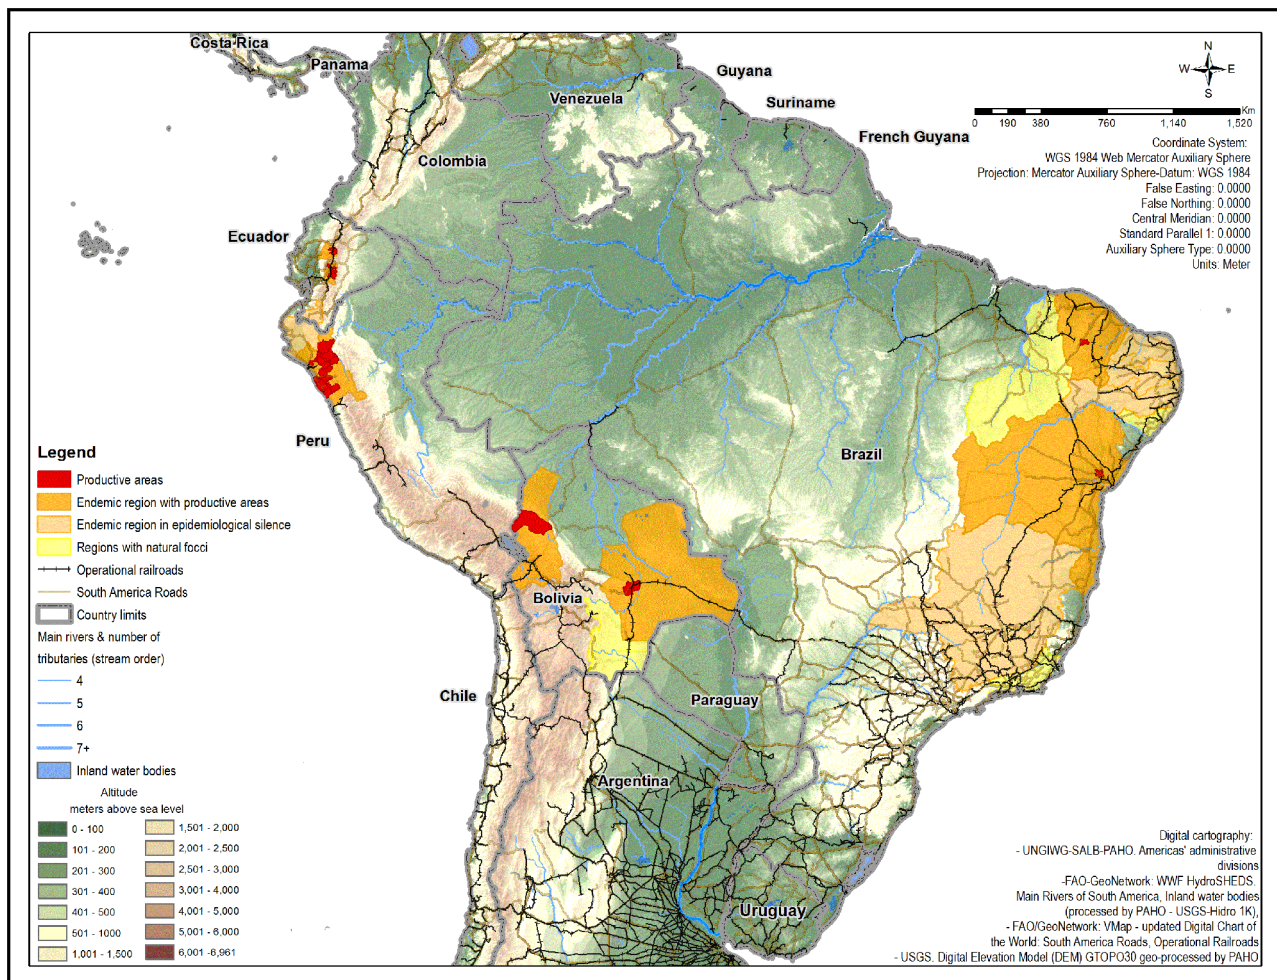 Costa Rica
Panama
Guyana
Venezuela
Suriname
French Guyana
Colombia
Ecuador
Peru
Brazil
Bolivia
Chile
Paraguay
Argentina
Uruguay
N
W E
S
Km
0 190 380 760 1,140 1,520
Coordinate System:
WGS 1984 Web Mercator Auxiliary Sphere
Projection: Mercator Auxiliary Sphere-Datum: WGS 1984
False Easting: 0.0000
False Northing: 0.0000
Central Meridian: 0.0000
Standard Parallel 1: 0.0000
Auxiliary Sphere Type: 0.0000
Units: Meter
Legend
Productive areas
Endemic region with productive areas
Endemic region in epidemiological silence
Regions with natural foci
Operational railroads
South America Roads
Country limits
Main rivers & number of
tributaries (stream order)
4
5
6
7+
Inland water bodies
Altitude
meters above sea level
0 - 100
101 - 200
201 - 300
301 - 400
401 - 500
501 - 1000
1.001 - 1,500
1,501 - 2,000
2,001 - 2,500
2,501 - 3,000
3,001 - 4,000
4,001 - 5,000
5,001 - 6,000
6,001 -6,961
Digital cartography:
- UNGIWG-SALB-PAHO. Americas' administrative
divisions
-FAO-GeoNetwork: WWF HydroSHEDS.
Main Rivers of South America, Inland water bodies
(processed by PAHO - USGS-Hidro 1K),
- FAO/GeoNetwork: VMap - updated Digital Chart of
the World: South America Roads, Operational Railroads
- USGS. Digital Elevation Model (DEM) GTOPO30 geo-processed by PAHO